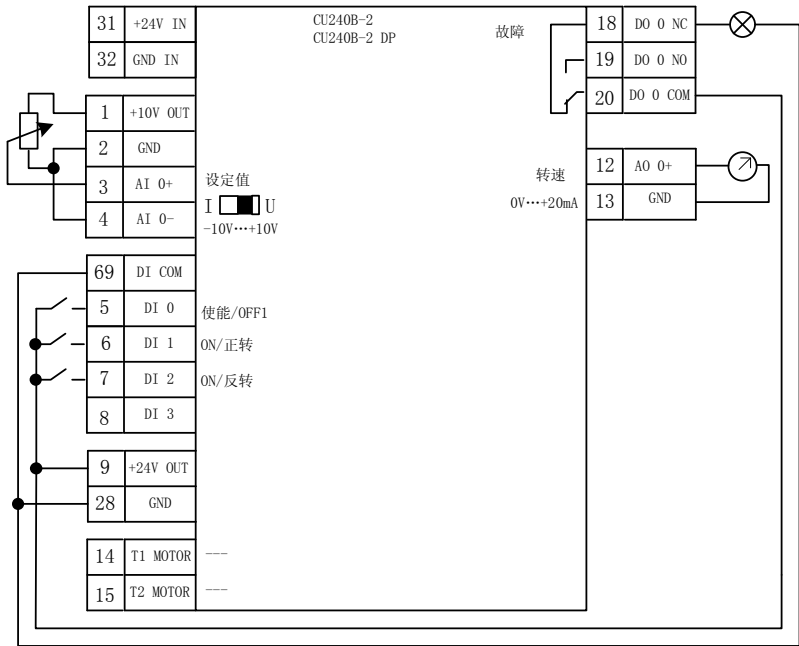 CU240B-2
CU240B-2 DP
31 +24V IN
32 GND IN
1 +10V OUT
2 GND
3 AI 0+
4 AI 0-
设定值
I U
-10V…+10V
69 DI COM
5 DI 0 使能/OFF1
6 DI 1 ON/正转
7 DI 2 ON/反转
8 DI 3
9 +24V OUT
28 GND
14 T1 MOTOR ---
15 T2 MOTOR ---
故障
18 DO 0 NC
19 DO 0 NO
20 DO 0 COM
转速
0V…+20mA
12 AO 0+
13 GND